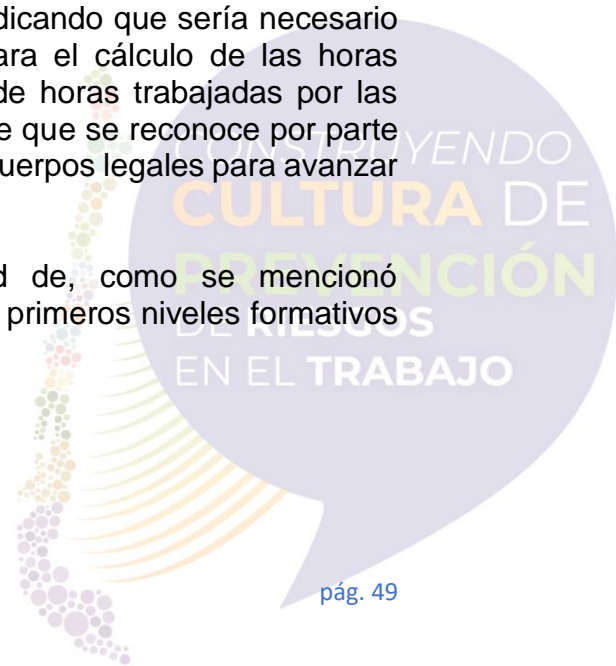 dicando que sería necesario
ara el cálculo de las horas
de horas trabajadas por las
e que se reconoce por parte
uerpos legales para avanzar
d de, como se mencionó
primeros niveles formativos
CONSTRUYENDO
CULTURA DE
PREVENCIÓN
DE RIESGOS
EN EL TRABAJO
pág. 49